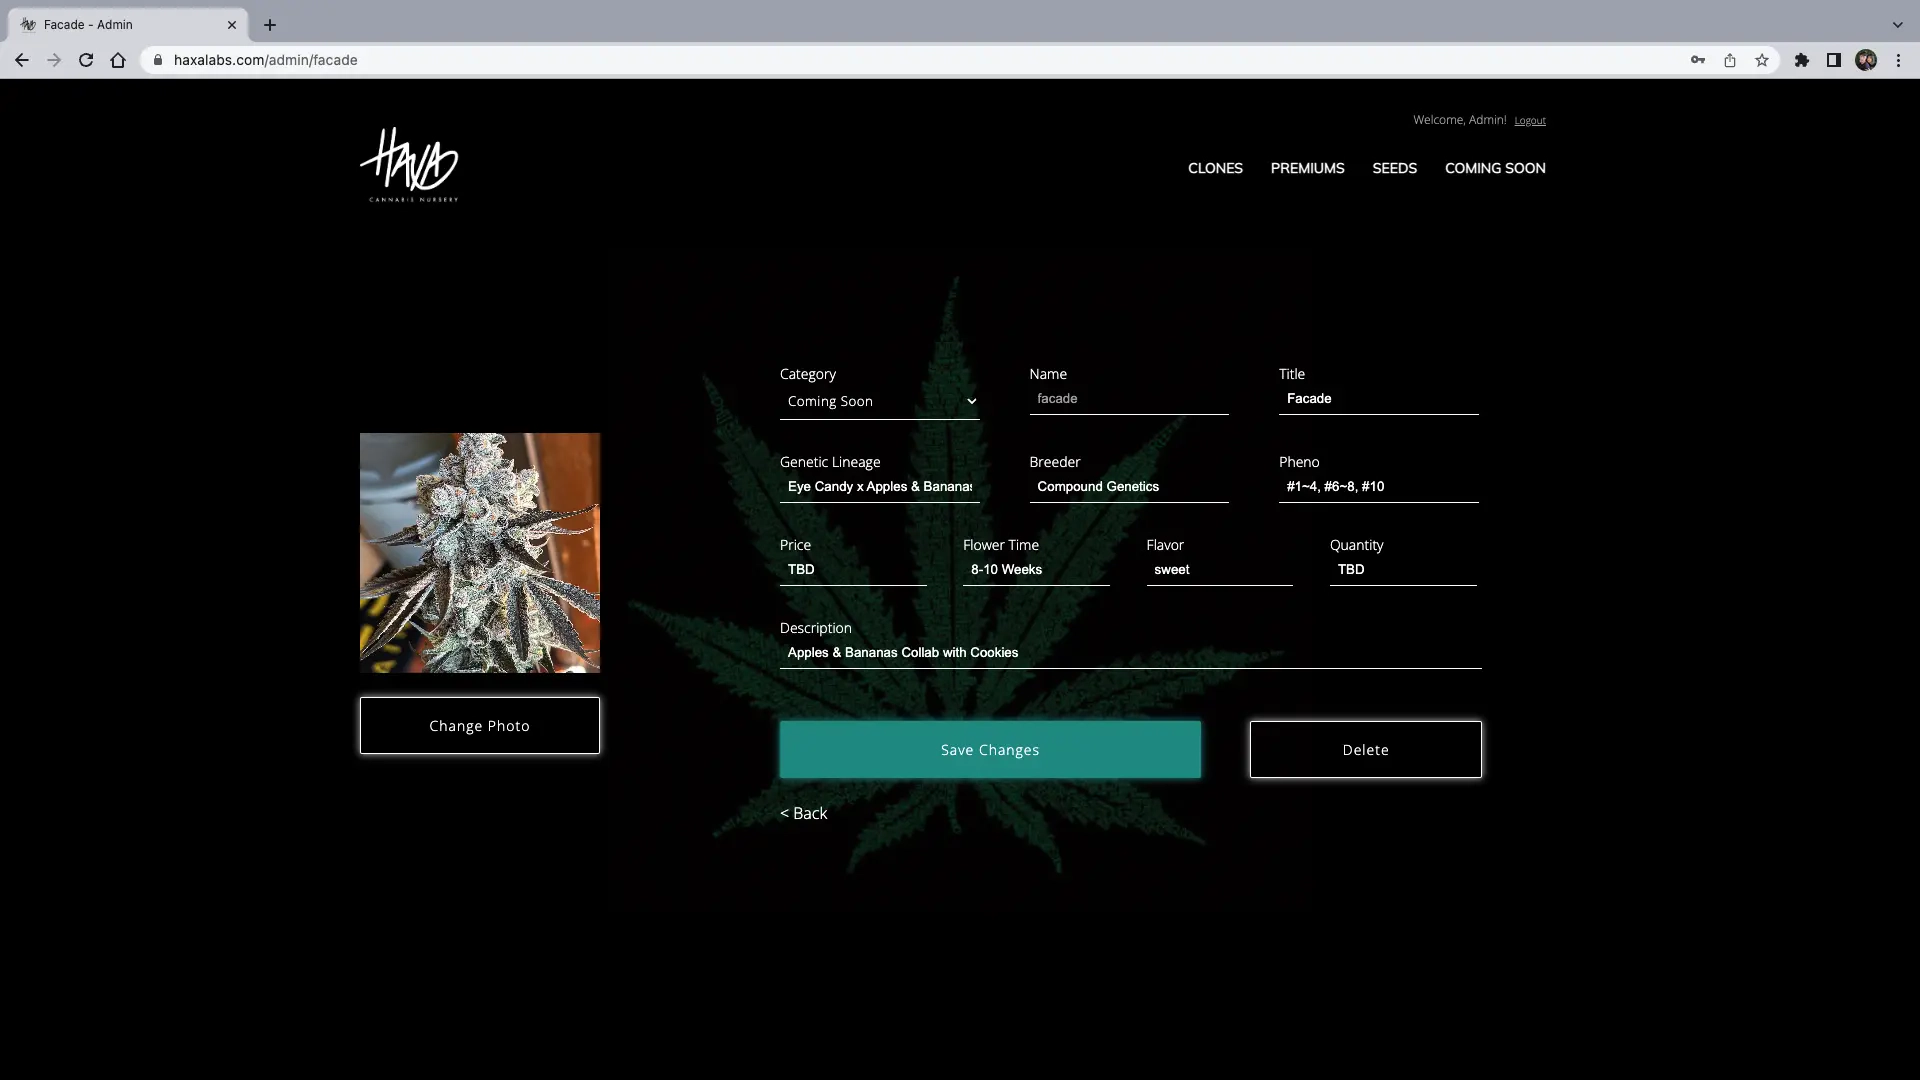 Facade - Admin
haxalabs.com/admin/facade
Welcome, Admin! Logout
HAXA
CANNABIS NURSERY
CLONES PREMIUMS SEEDS COMING SOON
Category Name Title
Coming Soon facade Facade
Genetic Lineage Breeder Pheno
Eye Candy x Apples & Bananas Compound Genetics #1~4, #6~8, #10
Price Flower Time Flavor Quantity
TBD 8-10 Weeks sweet TBD
Description
Apples & Bananas Collab with Cookies
Change Photo
Save Changes Delete
< Back